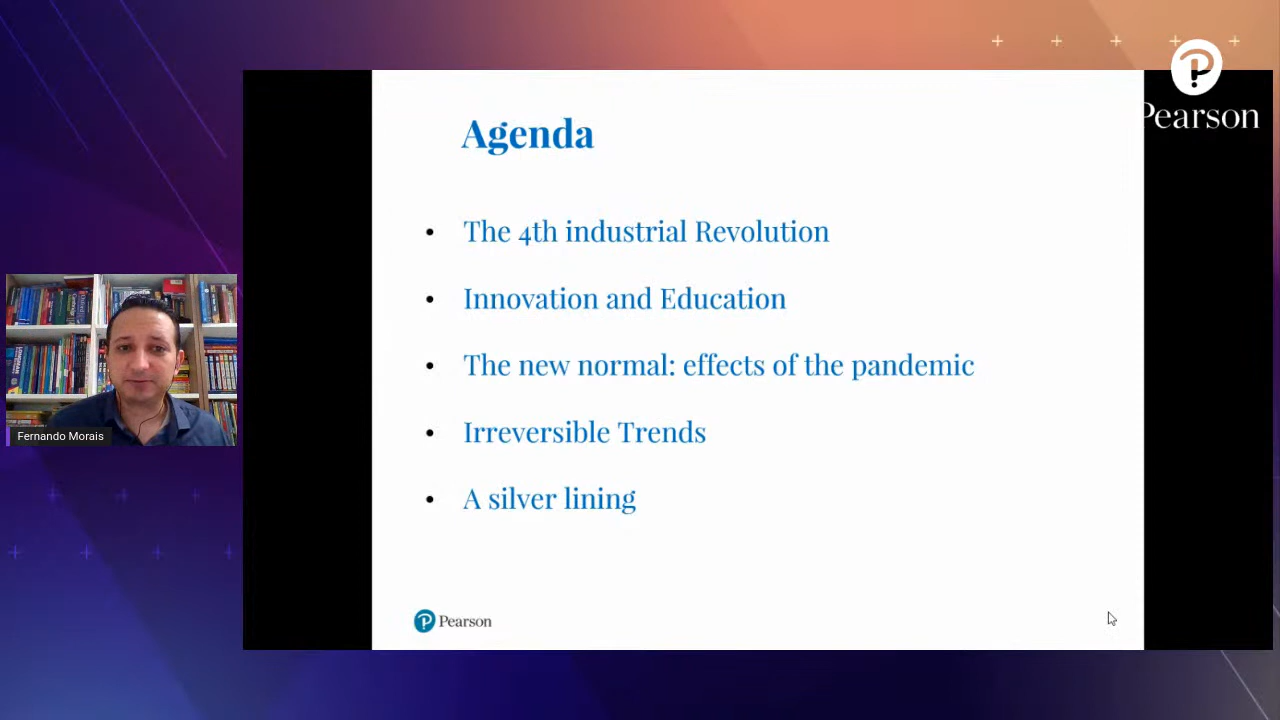 Pearson
Agenda
• The 4th industrial Revolution
• Innovation and Education
• The new normal: effects of the pandemic
• Irreversible Trends
• A silver lining
Fernando Morais
Pearson